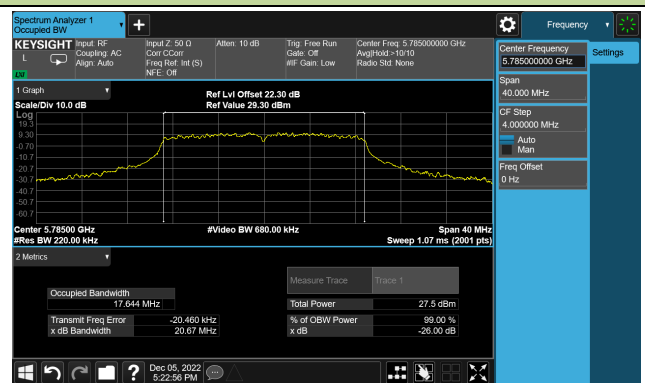 Spectrum Analyzer 1
Occupied BW
Frequency
KEYSIGHT
L
LXI
Input: RF
Coupling: AC
Align: Auto
Input Z: 50 Ω
Corr CCorr
Freq Ref: Int (S)
NFE: Off
Atten: 10 dB
Trig: Free Run
Gate: Off
#IF Gain: Low
Center Freq: 5.785000000 GHz
Avg|Hold:>10/10
Radio Std: None
Center Frequency
5.785000000 GHz
Settings
Span
40.000 MHz
CF Step
4.000000 MHz
Auto
Man
Freq Offset
0 Hz
1 Graph
Scale/Div 10.0 dB
Ref Lvl Offset 22.30 dB
Ref Value 29.30 dBm
Log
19.3
9.30
-0.70
-10.7
-20.7
-30.7
-40.7
-50.7
-60.7
Center 5.78500 GHz
#Res BW 220.00 kHz
#Video BW 680.00 kHz
Span 40 MHz
Sweep 1.07 ms (2001 pts)
2 Metrics
Measure Trace Trace 1
Occupied Bandwidth
17.644 MHz
Total Power 27.5 dBm
Transmit Freq Error -20.460 kHz
x dB Bandwidth 20.67 MHz
% of OBW Power 99.00 %
x dB -26.00 dB
Dec 05, 2022
5:22:56 PM